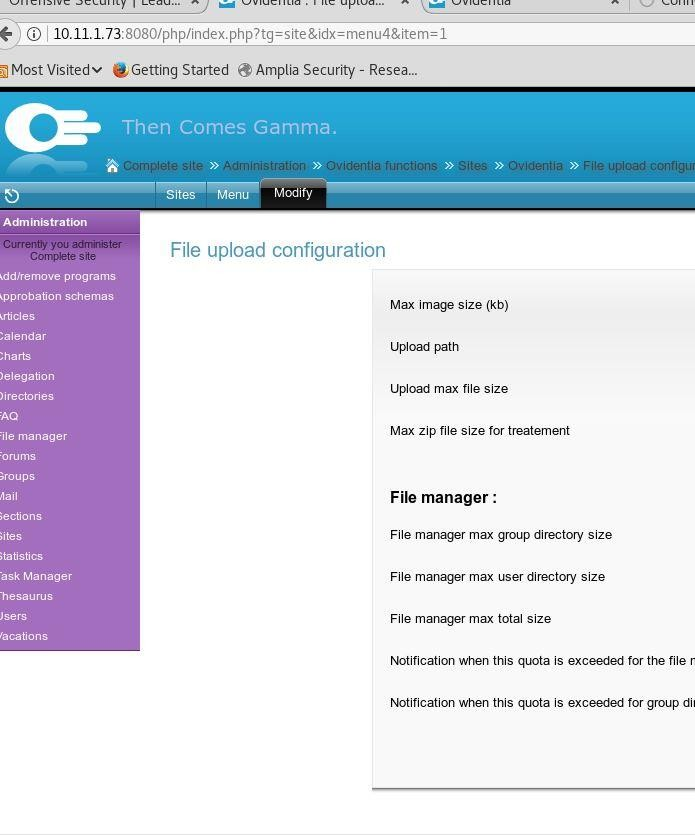 Offensive Security | Lead... × Ovidentia : File uploa... × Ovidentia ×
10.11.1.73:8080/php/index.php?tg=site&idx=menu4&item=1
Most Visited Getting Started Amplia Security - Resea...
Then Comes Gamma.
Complete site » Administration » Ovidentia functions » Sites » Ovidentia » File upload configur
Sites Menu Modify
Administration
Currently you administer
Complete site
Add/remove programs
Approbation schemas
Articles
Calendar
Charts
Delegation
Directories
FAQ
File manager
Forums
Groups
Mail
Sections
Sites
Statistics
Task Manager
Thesaurus
Users
Vacations
File upload configuration
Max image size (kb)
Upload path
Upload max file size
Max zip file size for treatement
File manager :
File manager max group directory size
File manager max user directory size
File manager max total size
Notification when this quota is exceeded for the file m
Notification when this quota is exceeded for group di